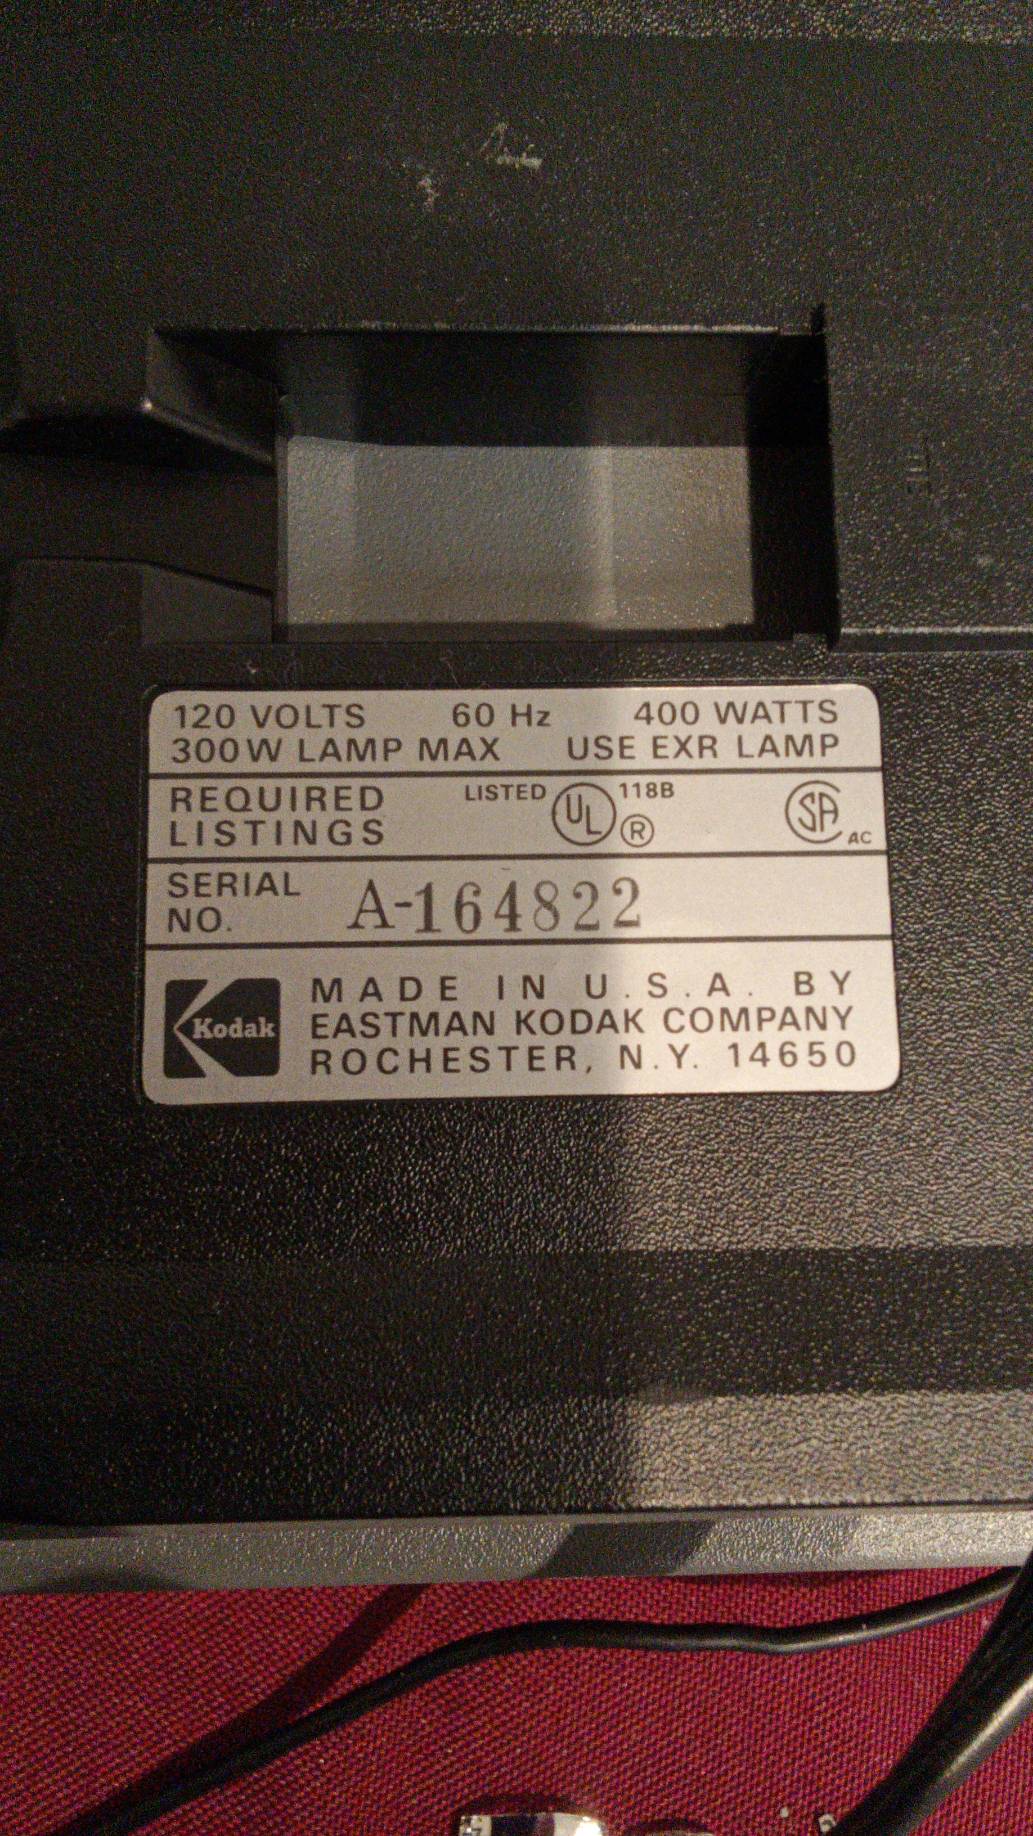 120 VOLTS 60 Hz 400 WATTS
300W LAMP MAX USE EXR LAMP
REQUIRED LISTINGS
LISTED UL ® 118B
SA AC
SERIAL NO. A-164822
Kodak
MADE IN U.S.A. BY
EASTMAN KODAK COMPANY
ROCHESTER, N.Y. 14650